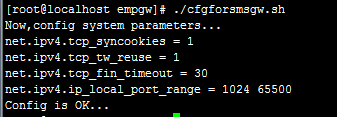 [root@localhost empgw]# ./cfgforsmsgw.sh
Now,config system parameters...
net.ipv4.tcp_syncookies = 1
net.ipv4.tcp_tw_reuse = 1
net.ipv4.tcp_fin_timeout = 30
net.ipv4.ip_local_port_range = 1024 65500
Config is OK...